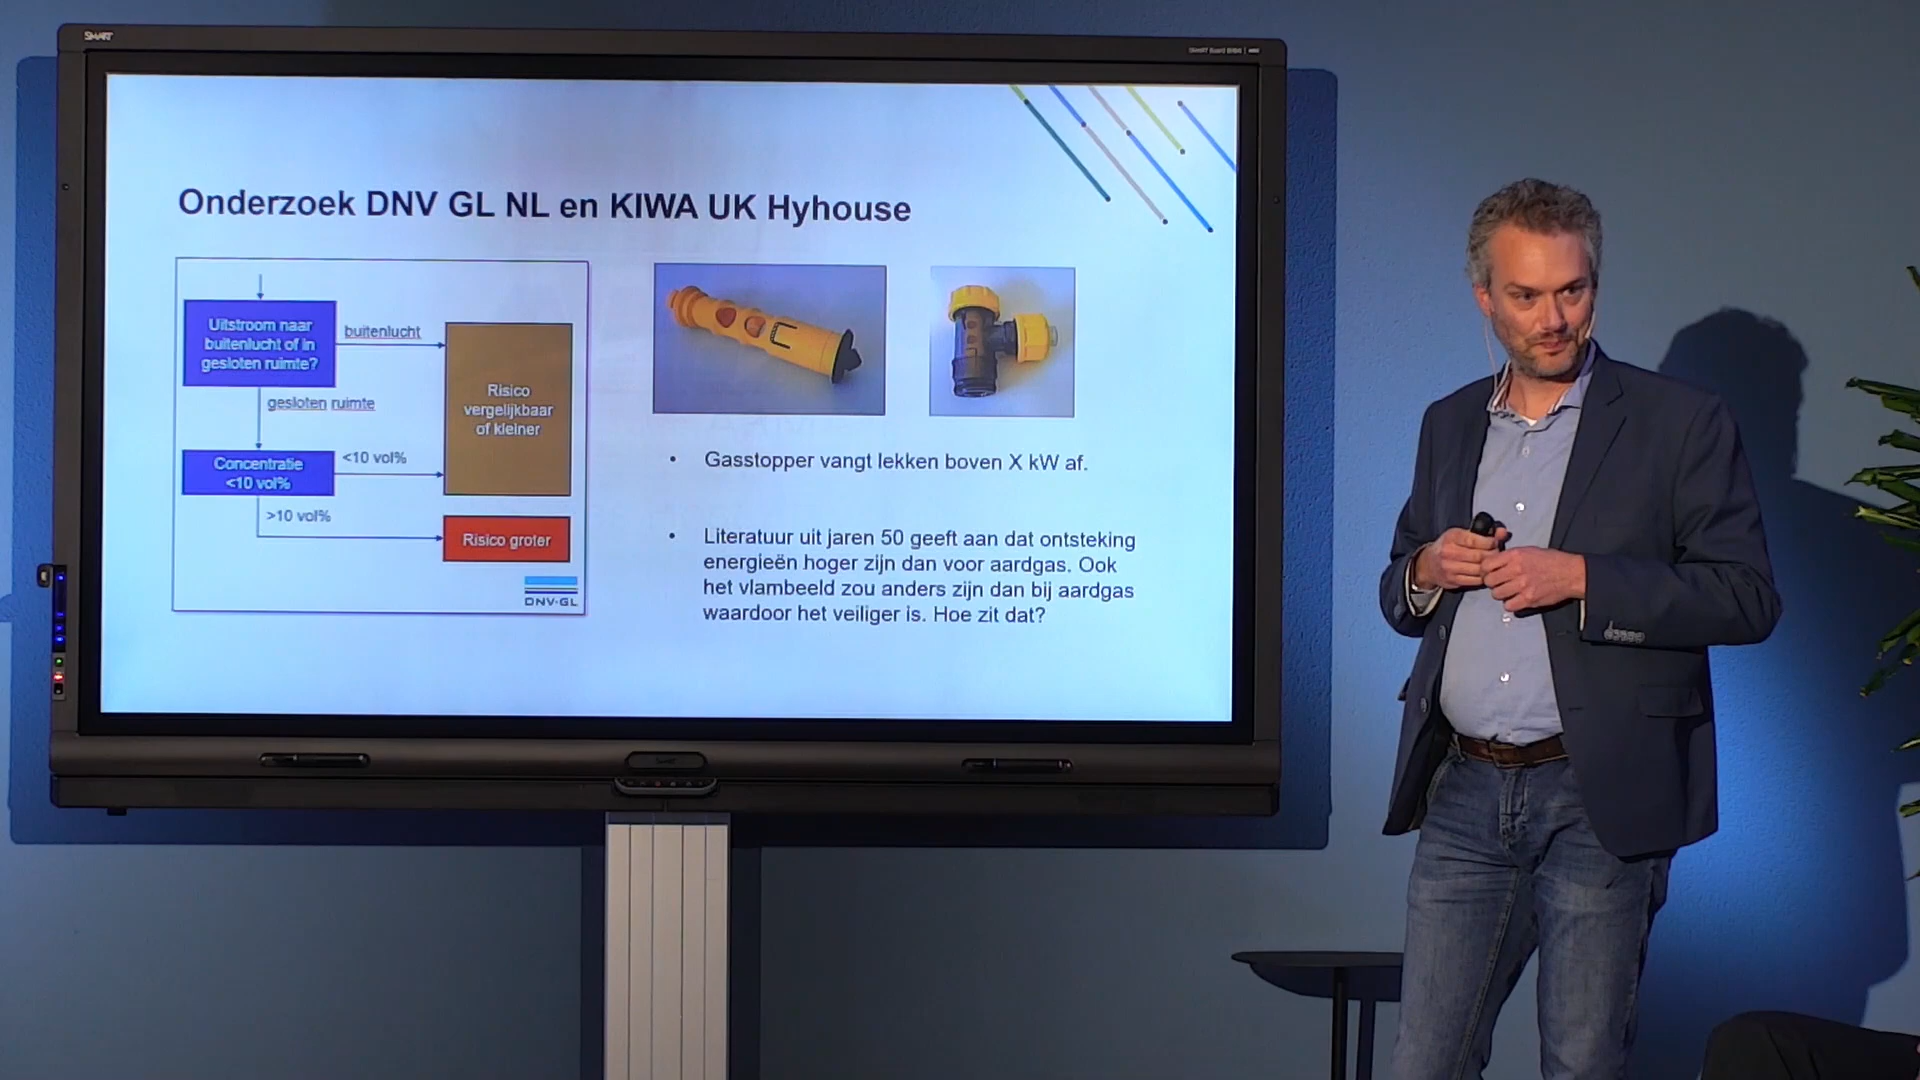 SMART
Onderzoek DNV GL NL en KIWA UK Hyhouse
Uitstroom naar
buitenlucht of in
gesloten ruimte?
buitenlucht
gesloten ruimte
Risico
vergelijkbaar
of kleiner
Concentratie
<10 vol%
<10 vol%
>10 vol%
Risico groter
DNV·GL
• Gasstopper vangt lekken boven X kW af.
• Literatuur uit jaren 50 geeft aan dat ontsteking
energieën hoger zijn dan voor aardgas. Ook
het vlambeeld zou anders zijn dan bij aardgas
waardoor het veiliger is. Hoe zit dat?